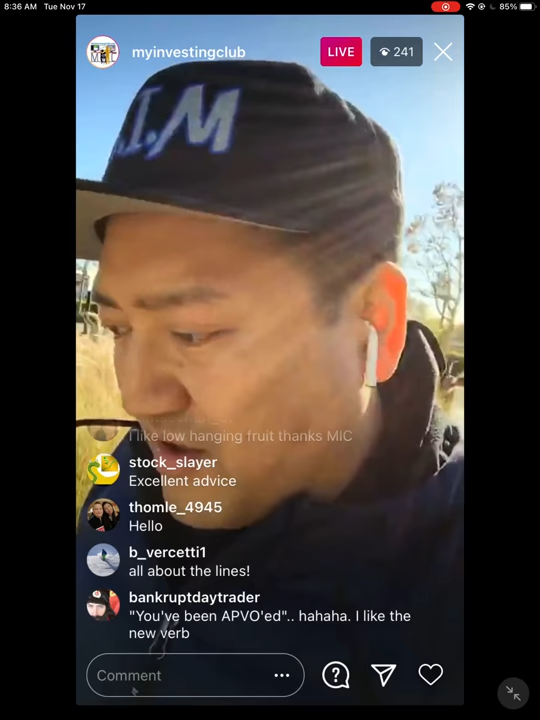 8:36 AM Tue Nov 17
85%
myinvestingclub
LIVE
241
I.M
I like low hanging fruit thanks MIC
stock_slayer
Excellent advice
thomle_4945
Hello
b_vercetti1
all about the lines!
bankruptdaytrader
"You've been APVO'ed".. hahaha. I like the
new verb
Comment